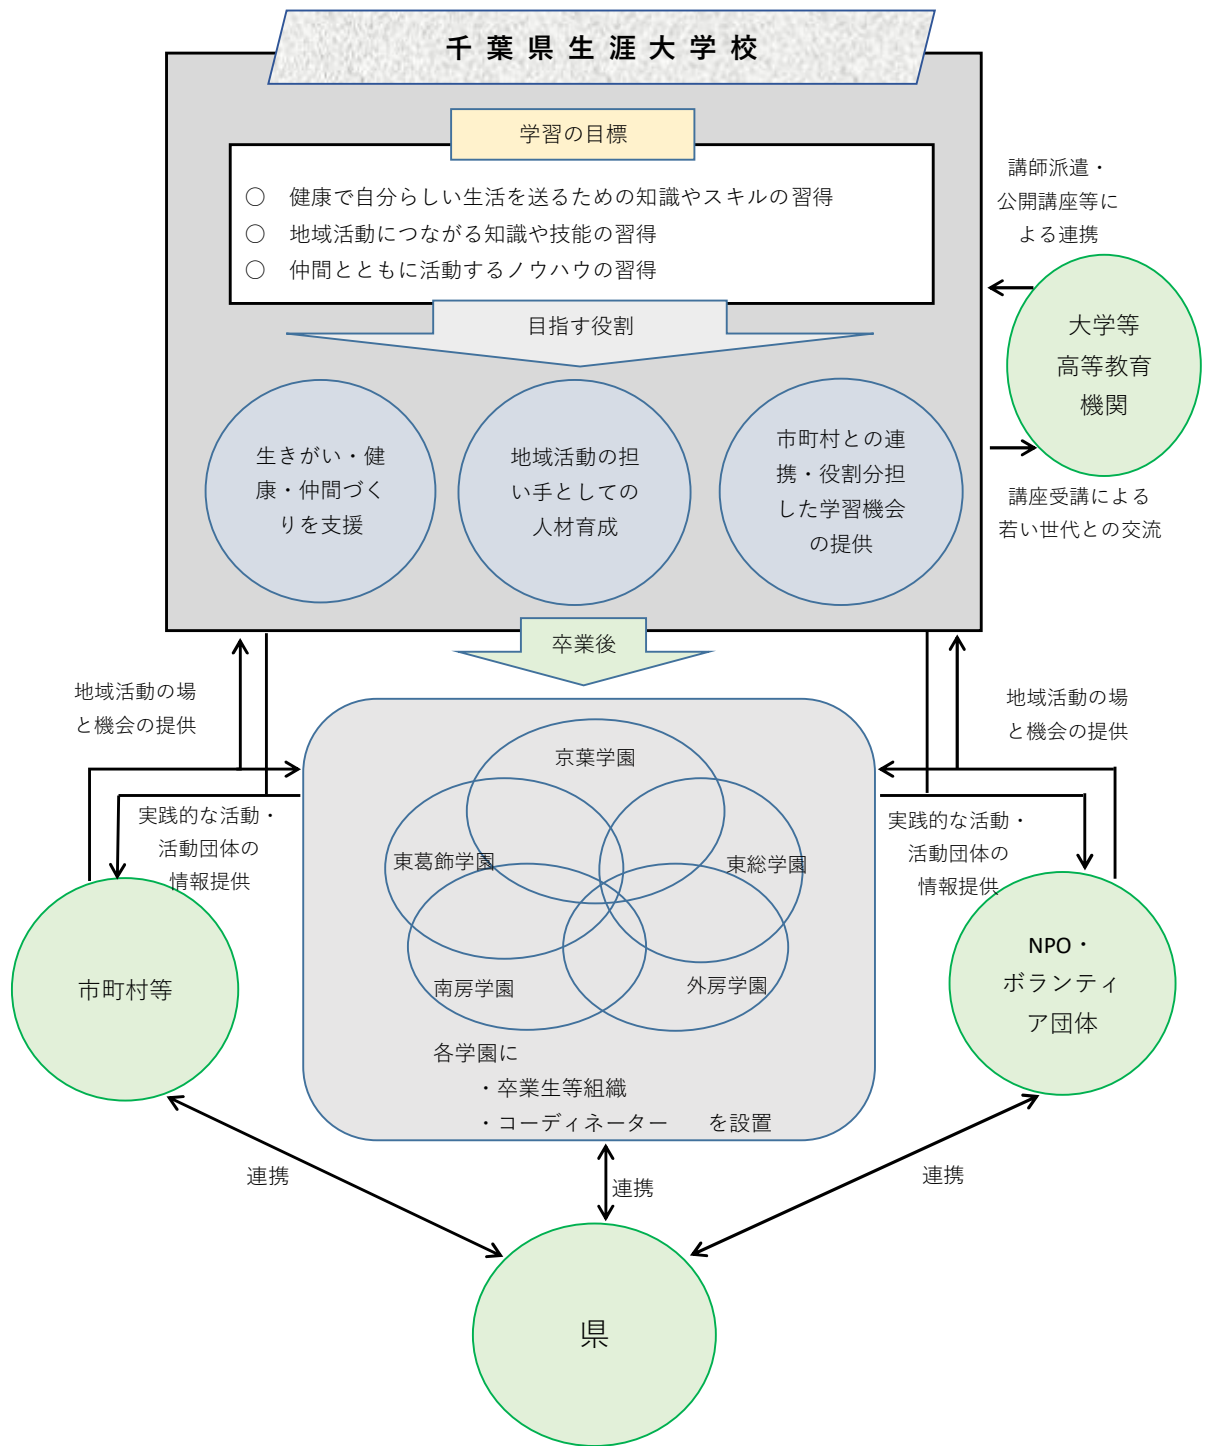 千葉県生涯大学校
学習の目標
○　健康で自分らしい生活を送るための知識やスキルの習得
○　地域活動につながる知識や技能の習得
○　仲間とともに活動するノウハウの習得
目指す役割
生きがい・健
康・仲間づく
りを支援
地域活動の担
い手としての
人材育成
市町村との連
携・役割分担
した学習機会
の提供
講師派遣・
公開講座等に
よる連携
大学等
高等教育
機関
講座受講による
若い世代との交流
卒業後
地域活動の場
と機会の提供
地域活動の場
と機会の提供
実践的な活動・
活動団体の
情報提供
実践的な活動・
活動団体の
情報提供
京葉学園
東葛飾学園
東総学園
南房学園
外房学園
各学園に
・卒業生等組織
・コーディネーター　　を設置
市町村等
NPO・
ボランティ
ア団体
連携
連携
連携
県